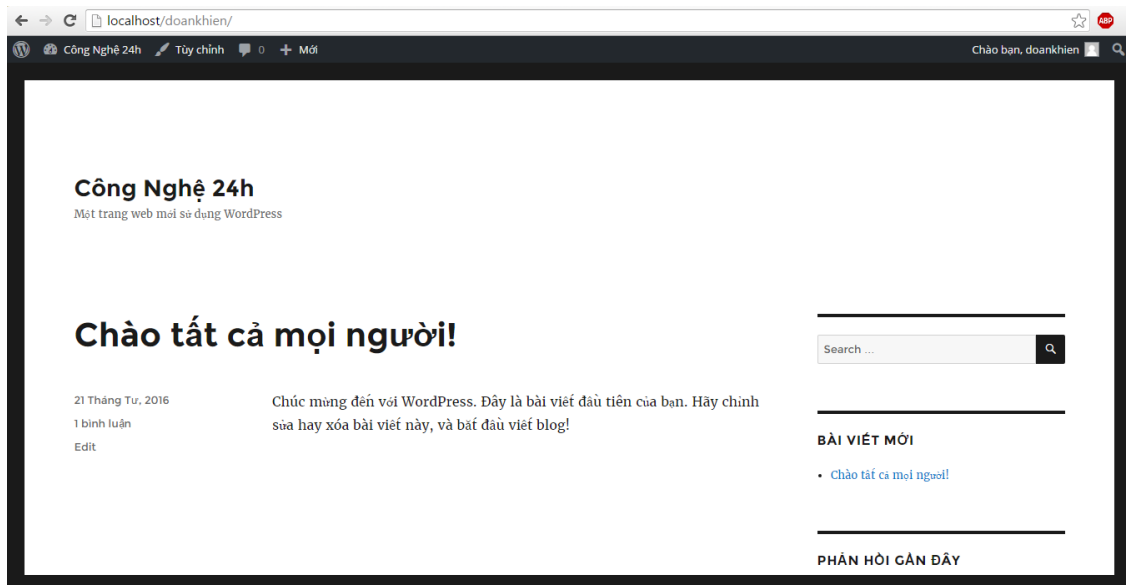 localhost/doankhien/
ABP
Công Nghệ 24h Tùy chỉnh 0 Mới Chào bạn, doankhien
Công Nghệ 24h
Một trang web mới sử dụng WordPress
Chào tất cả mọi người!
Search ...
21 Tháng Tư, 2016
1 bình luận
Edit
Chúc mừng đến với WordPress. Đây là bài viết đầu tiên của bạn. Hãy chỉnh
sửa hay xóa bài viết này, và bắt đầu viết blog!
BÀI VIẾT MỚI
Chào tất cả mọi người!
PHẢN HỒI GẦN ĐÂY